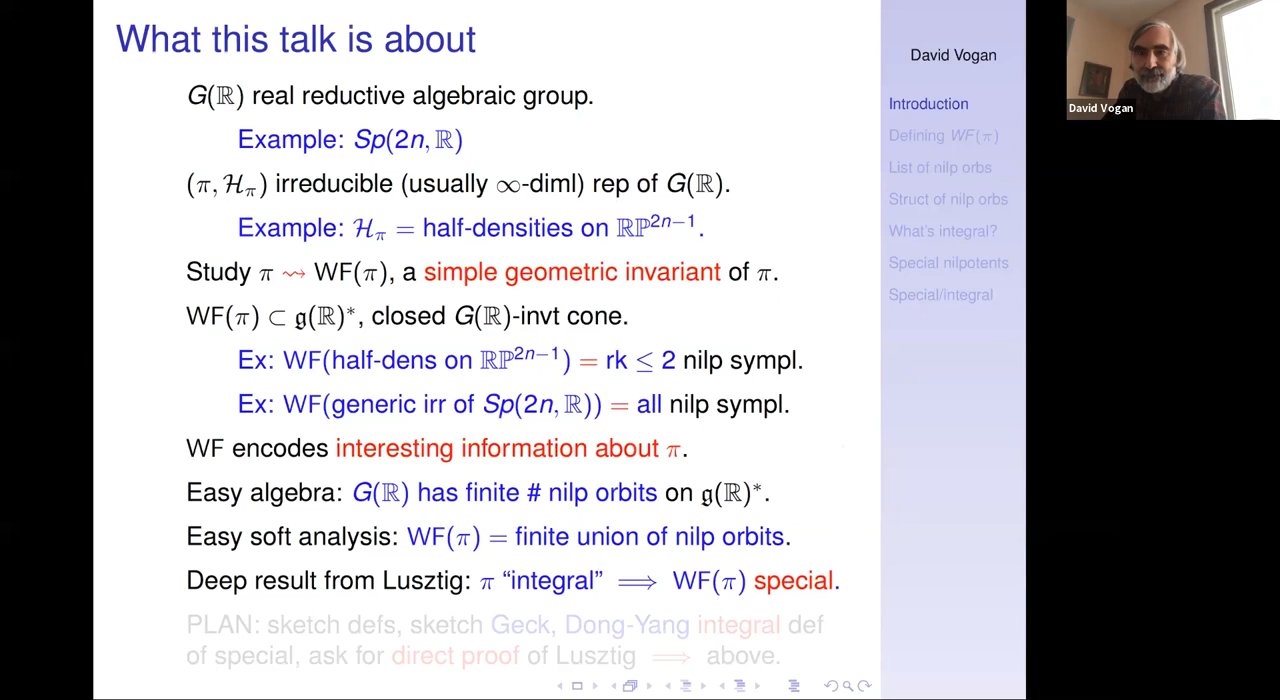 What this talk is about
G(ℝ) real reductive algebraic group.
Example: Sp(2n, ℝ)
(π, ℋ_π) irreducible (usually ∞-diml) rep of G(ℝ).
Example: ℋ_π = half-densities on ℝℙ^{2n−1}.
Study π ⇝ WF(π), a simple geometric invariant of π.
WF(π) ⊂ 𝔤(ℝ)*, closed G(ℝ)-invt cone.
Ex: WF(half-dens on ℝℙ^{2n−1}) = rk ≤ 2 nilp sympl.
Ex: WF(generic irr of Sp(2n, ℝ)) = all nilp sympl.
WF encodes interesting information about π.
Easy algebra: G(ℝ) has finite # nilp orbits on 𝔤(ℝ)*.
Easy soft analysis: WF(π) = finite union of nilp orbits.
Deep result from Lusztig: π “integral” ⟹ WF(π) special.
PLAN: sketch defs, sketch Geck, Dong-Yang integral def
of special, ask for direct proof of Lusztig ⟹ above.
David Vogan
Introduction
Defining WF(π)
List of nilp orbs
Struct of nilp orbs
What's integral?
Special nilpotents
Special/integral
David Vogan